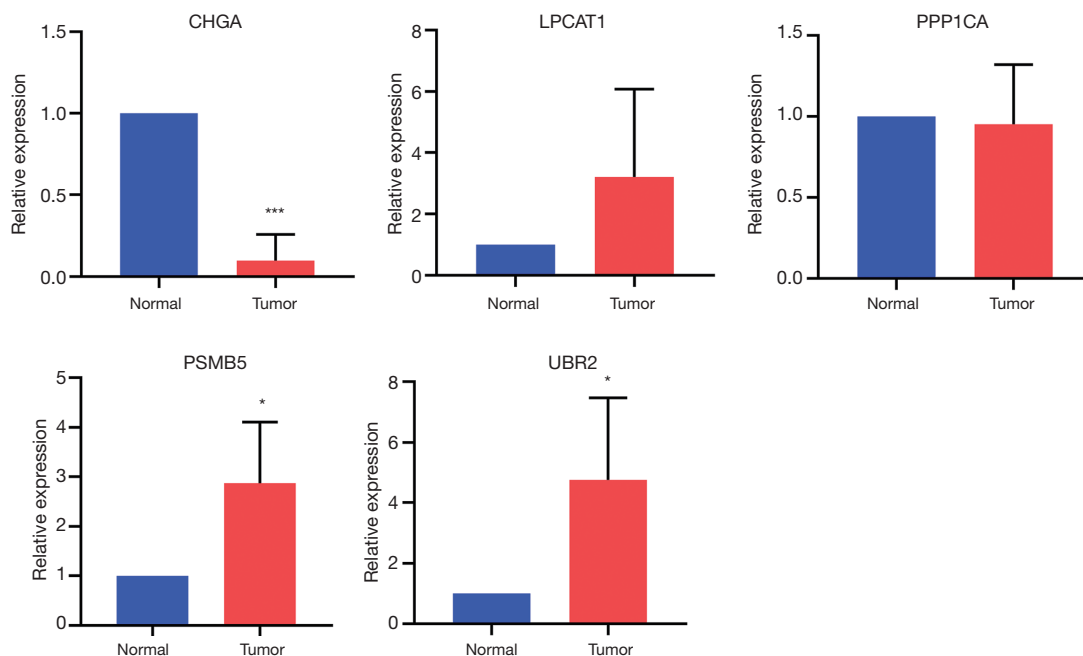 CHGA
Relative expression
1.5
1.0
0.5
0.0
***
Normal
Tumor
LPCAT1
Relative expression
8
6
4
2
0
Normal
Tumor
PPP1CA
Relative expression
1.5
1.0
0.5
0.0
Normal
Tumor
PSMB5
Relative expression
5
4
3
2
1
0
*
Normal
Tumor
UBR2
Relative expression
8
6
4
2
0
*
Normal
Tumor